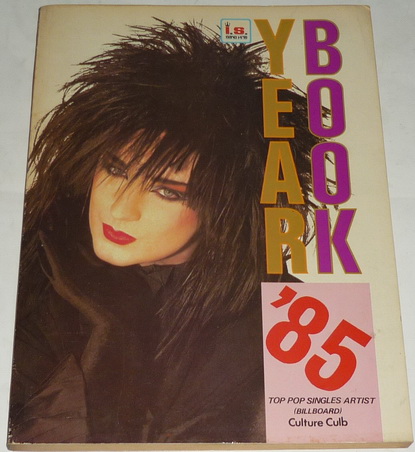 i.s.
YEAR
BOOK
'85
TOP POP SINGLES ARTIST
(BILLBOARD)
Culture Culb